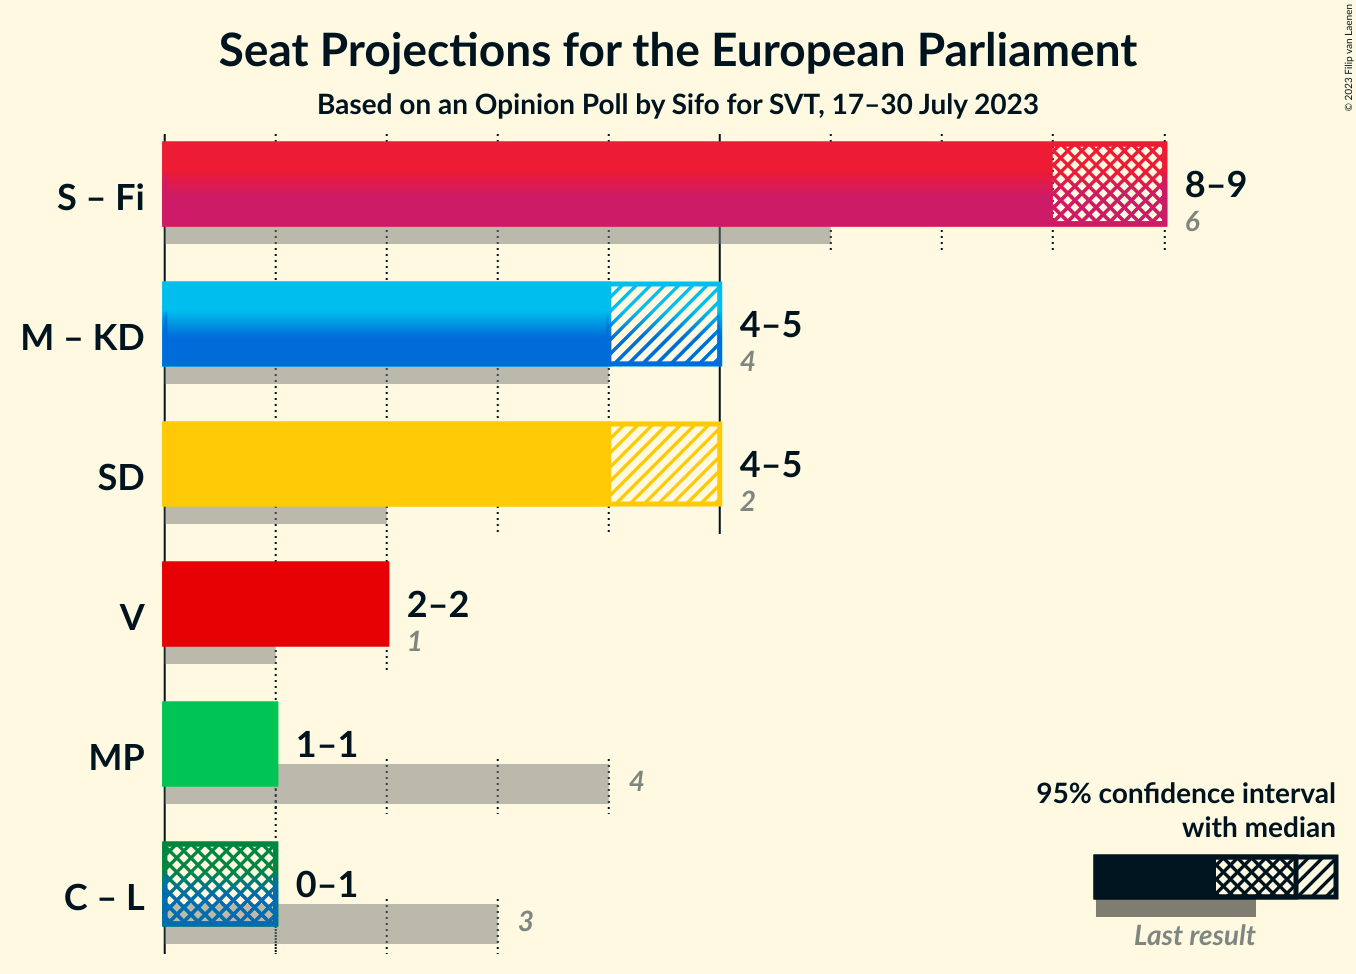 Seat Projections for the European Parliament
Based on an Opinion Poll by Sifo for SVT, 17–30 July 2023
© 2023 Filip van Laenen
S – Fi
8–9
6
M – KD
4–5
4
SD
4–5
2
V
2–2
1
MP
1–1
4
C – L
0–1
3
95% confidence interval
with median
Last result